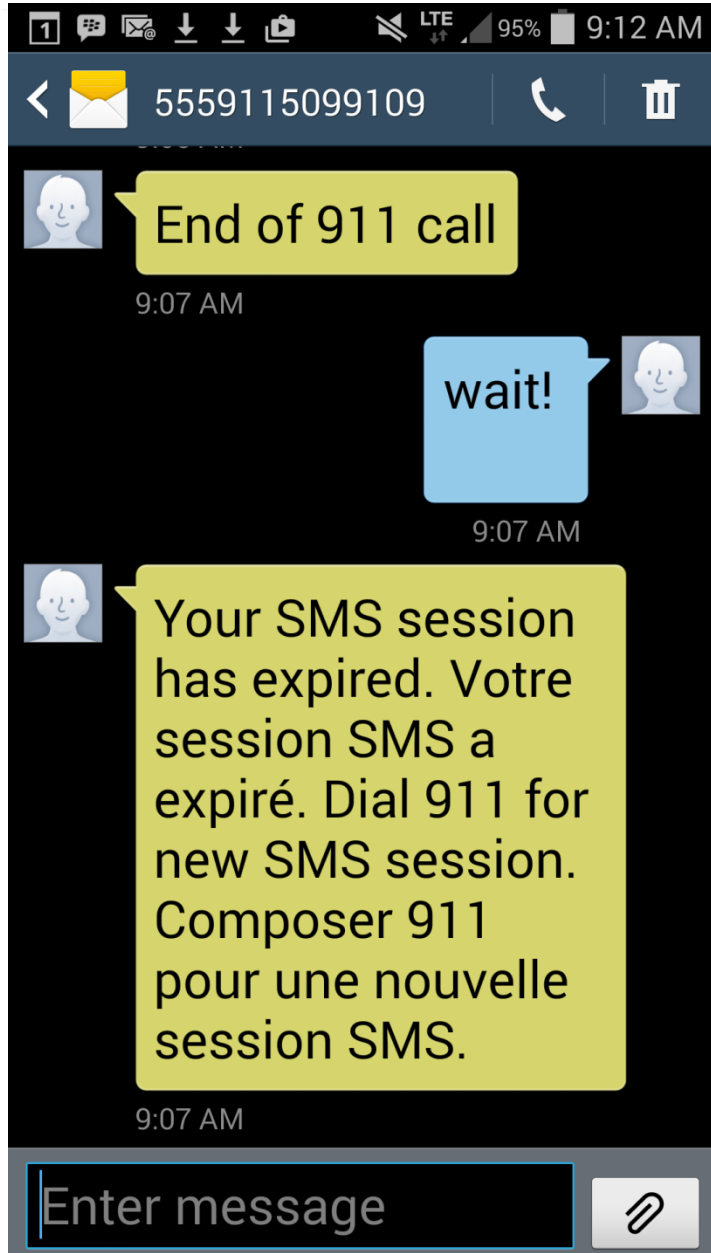 1 LTE 95% 9:12 AM
5559115099109
End of 911 call
9:07 AM
wait!
9:07 AM
Your SMS session
has expired. Votre
session SMS a
expiré. Dial 911 for
new SMS session.
Composer 911
pour une nouvelle
session SMS.
9:07 AM
Enter message